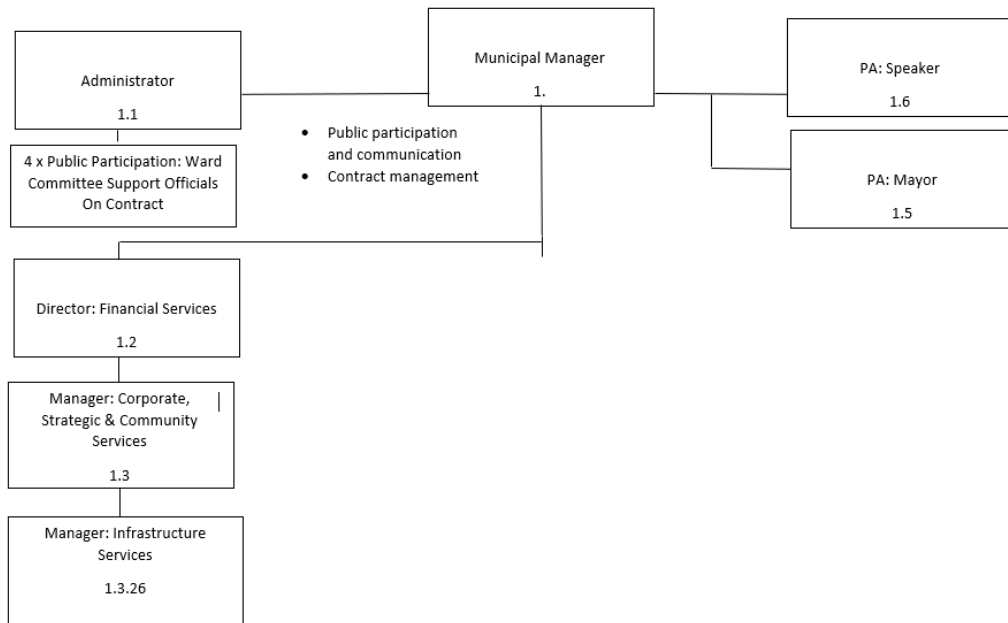 Municipal Manager
1.
Administrator
1.1
PA: Speaker
1.6
• Public participation
and communication
• Contract management
4 x Public Participation: Ward
Committee Support Officials
On Contract
PA: Mayor
1.5
Director: Financial Services
1.2
Manager: Corporate,
Strategic & Community
Services
1.3
Manager: Infrastructure
Services
1.3.26